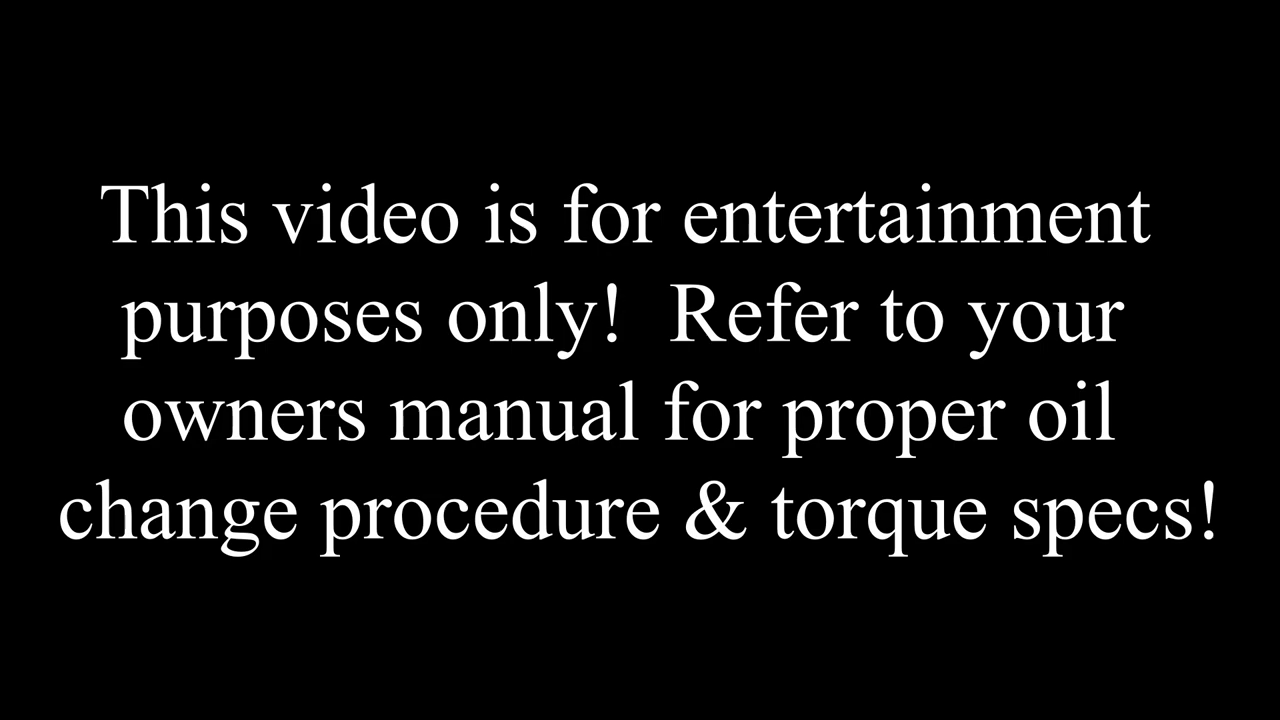 This video is for entertainment
purposes only!  Refer to your
owners manual for proper oil
change procedure & torque specs!